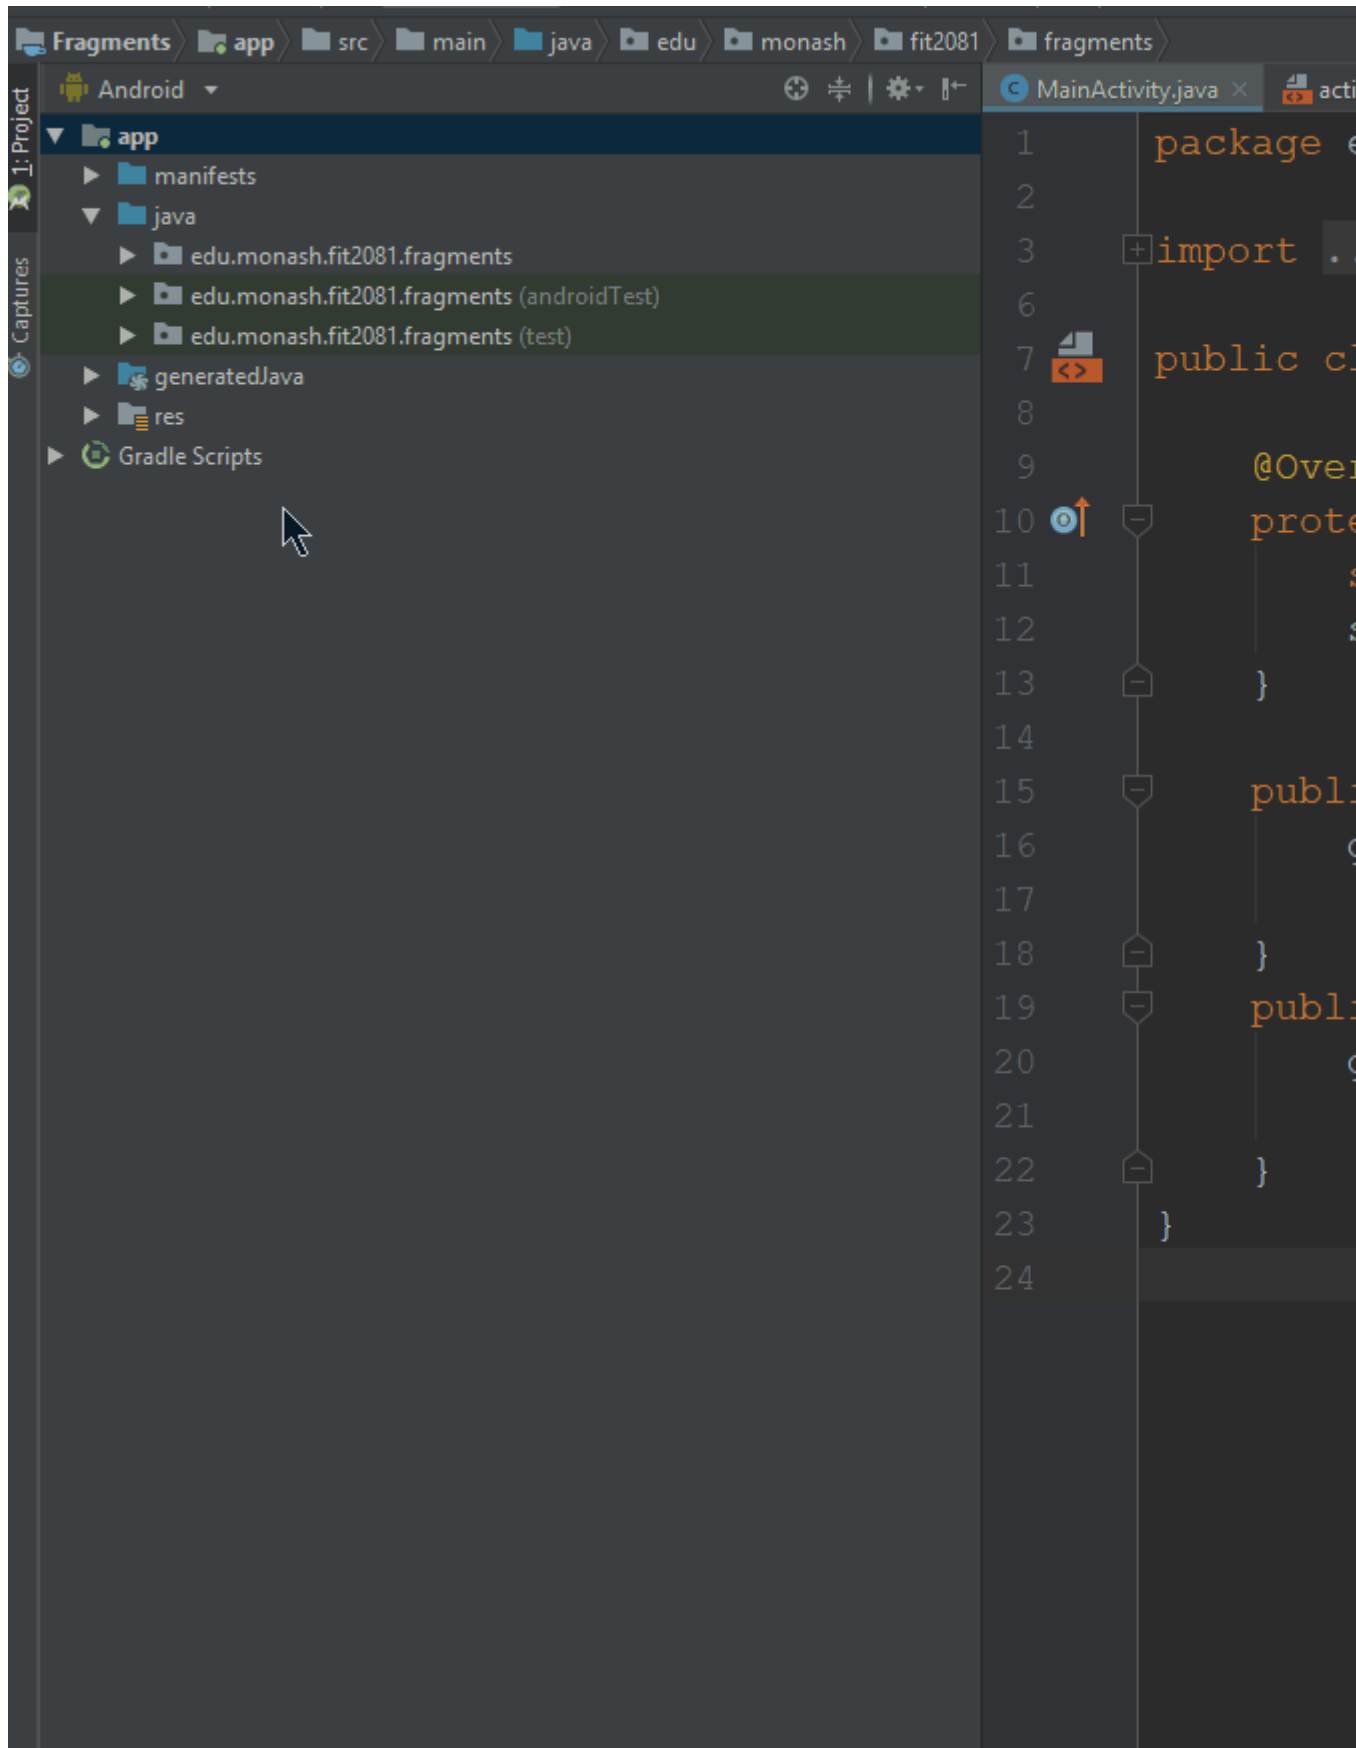 Fragments app src main java edu monash fit2081 fragments
Android
MainActivity.java
1: Project
Captures
app
manifests
java
edu.monash.fit2081.fragments
edu.monash.fit2081.fragments (androidTest)
edu.monash.fit2081.fragments (test)
generatedJava
res
Gradle Scripts
1 package
2
3 import
6
7 public
8
9
10
11
12
13 }
14
15
16
17
18 }
19
20
21
22 }
23 }
24